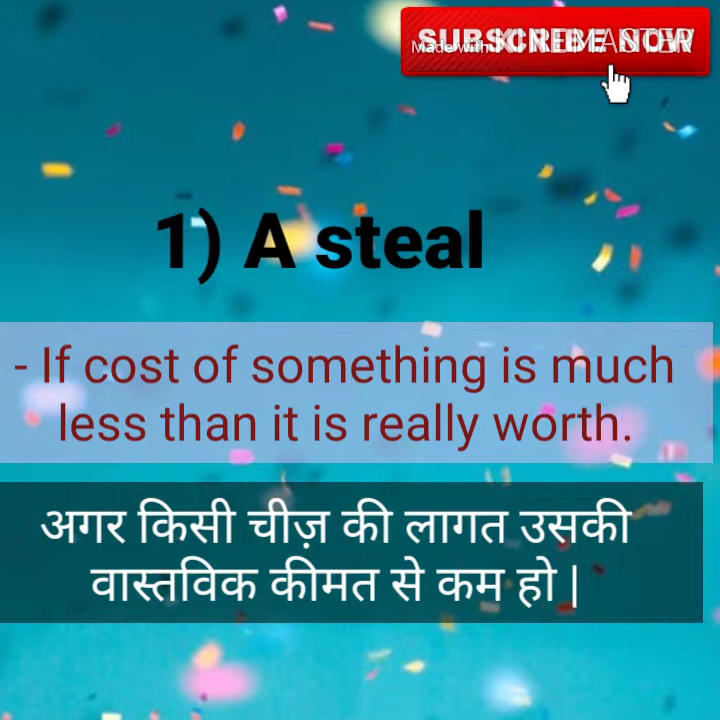 SUBSCRIBE NOW
Made with KINEMASTER
1) A steal
- If cost of something is much
less than it is really worth.
अगर किसी चीज़ की लागत उसकी
वास्तविक कीमत से कम हो |